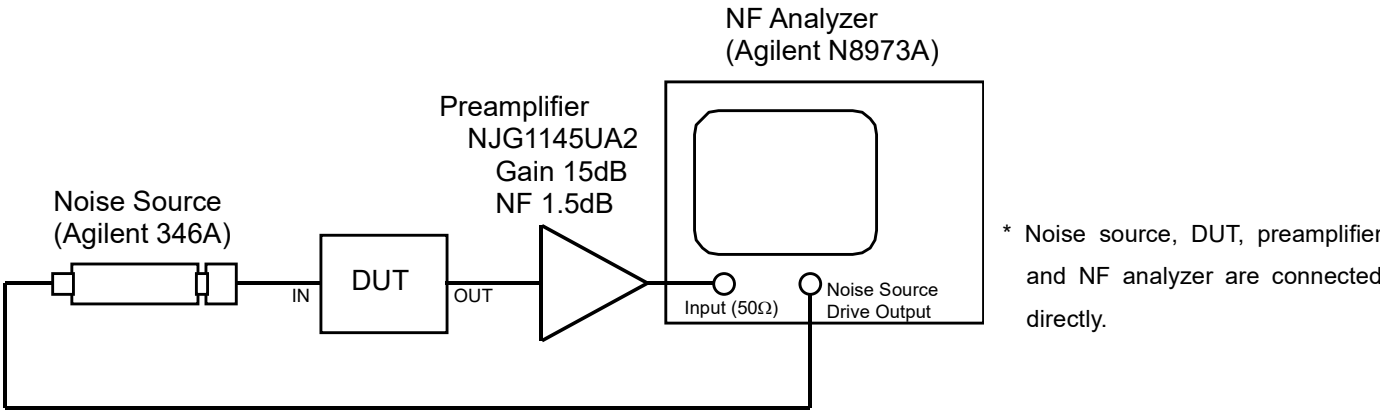 NF Analyzer
(Agilent N8973A)
Preamplifier
NJG1145UA2
Gain 15dB
NF 1.5dB
Noise Source
(Agilent 346A)
DUT
IN
OUT
Input (50Ω)
Noise Source
Drive Output
* Noise source, DUT, preamplifier
and NF analyzer are connected
directly.